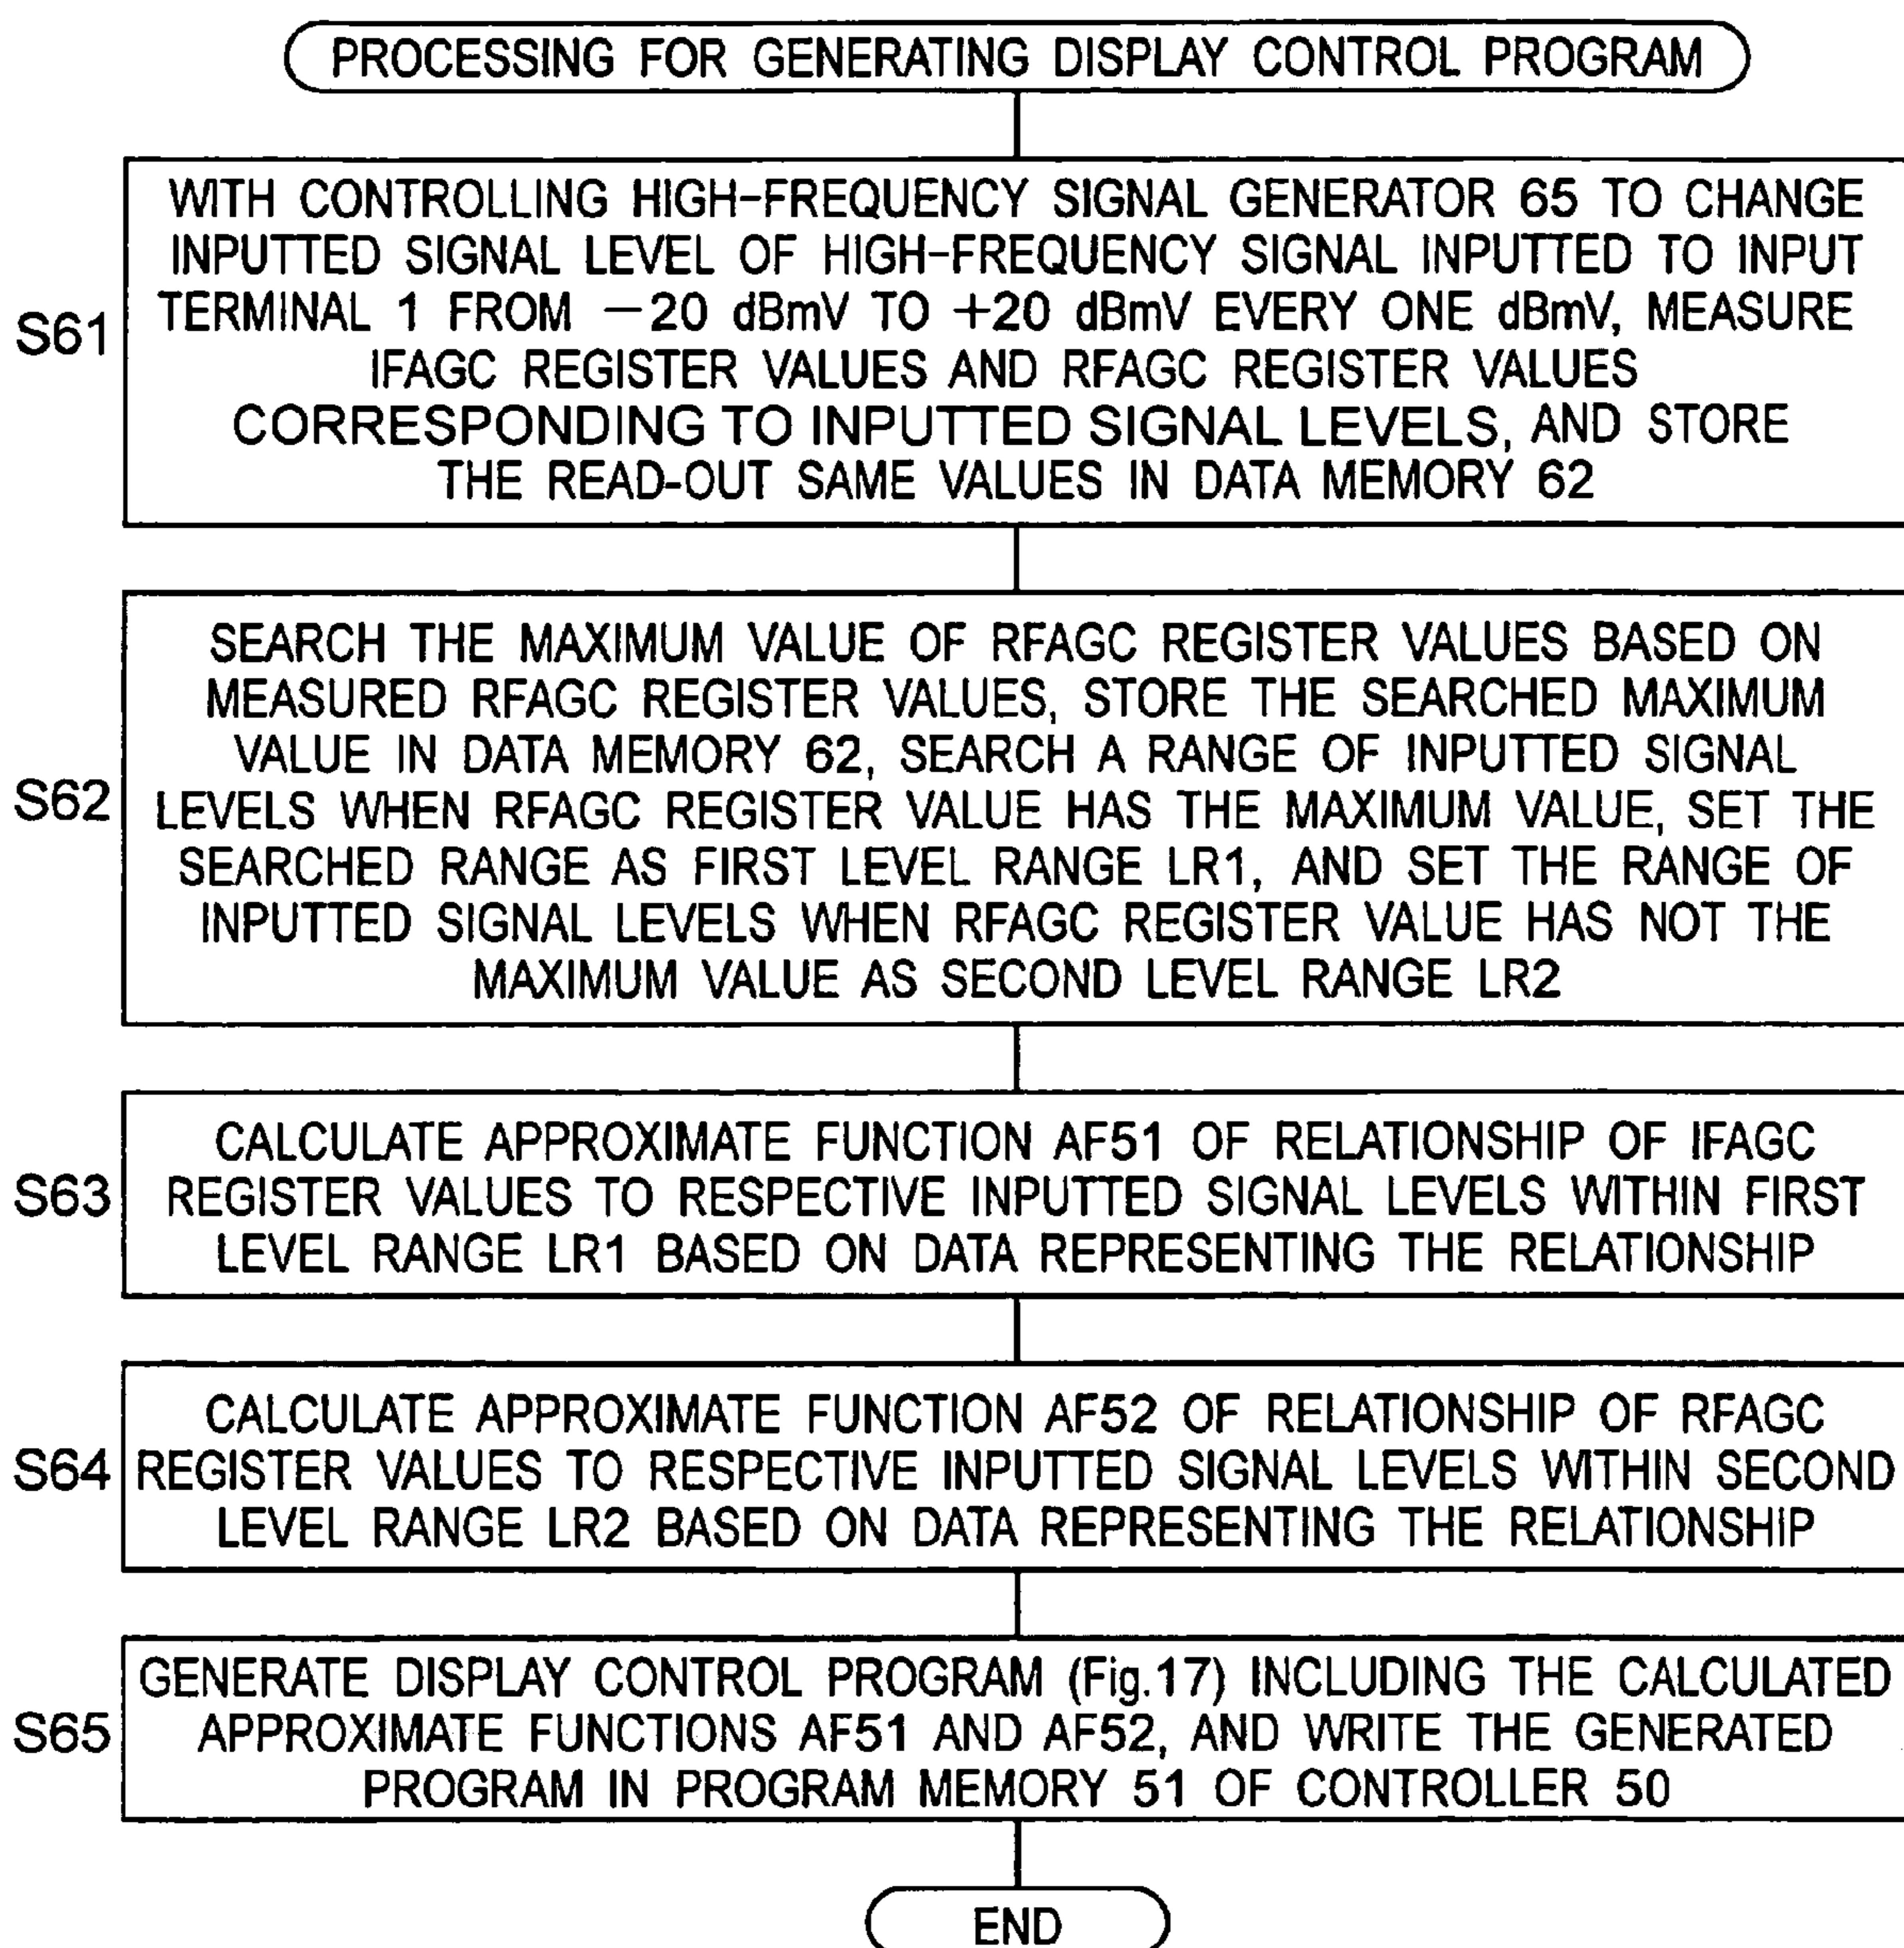 PROCESSING FOR GENERATING DISPLAY CONTROL PROGRAM
S61
WITH CONTROLLING HIGH-FREQUENCY SIGNAL GENERATOR 65 TO CHANGE
INPUTTED SIGNAL LEVEL OF HIGH-FREQUENCY SIGNAL INPUTTED TO INPUT
TERMINAL 1 FROM −20 dBmV TO +20 dBmV EVERY ONE dBmV, MEASURE
IFAGC REGISTER VALUES AND RFAGC REGISTER VALUES
CORRESPONDING TO INPUTTED SIGNAL LEVELS, AND STORE
THE READ-OUT SAME VALUES IN DATA MEMORY 62
S62
SEARCH THE MAXIMUM VALUE OF RFAGC REGISTER VALUES BASED ON
MEASURED RFAGC REGISTER VALUES, STORE THE SEARCHED MAXIMUM
VALUE IN DATA MEMORY 62, SEARCH A RANGE OF INPUTTED SIGNAL
LEVELS WHEN RFAGC REGISTER VALUE HAS THE MAXIMUM VALUE, SET THE
SEARCHED RANGE AS FIRST LEVEL RANGE LR1, AND SET THE RANGE OF
INPUTTED SIGNAL LEVELS WHEN RFAGC REGISTER VALUE HAS NOT THE
MAXIMUM VALUE AS SECOND LEVEL RANGE LR2
S63
CALCULATE APPROXIMATE FUNCTION AF51 OF RELATIONSHIP OF IFAGC
REGISTER VALUES TO RESPECTIVE INPUTTED SIGNAL LEVELS WITHIN FIRST
LEVEL RANGE LR1 BASED ON DATA REPRESENTING THE RELATIONSHIP
S64
CALCULATE APPROXIMATE FUNCTION AF52 OF RELATIONSHIP OF RFAGC
REGISTER VALUES TO RESPECTIVE INPUTTED SIGNAL LEVELS WITHIN SECOND
LEVEL RANGE LR2 BASED ON DATA REPRESENTING THE RELATIONSHIP
S65
GENERATE DISPLAY CONTROL PROGRAM (Fig.17) INCLUDING THE CALCULATED
APPROXIMATE FUNCTIONS AF51 AND AF52, AND WRITE THE GENERATED
PROGRAM IN PROGRAM MEMORY 51 OF CONTROLLER 50
END